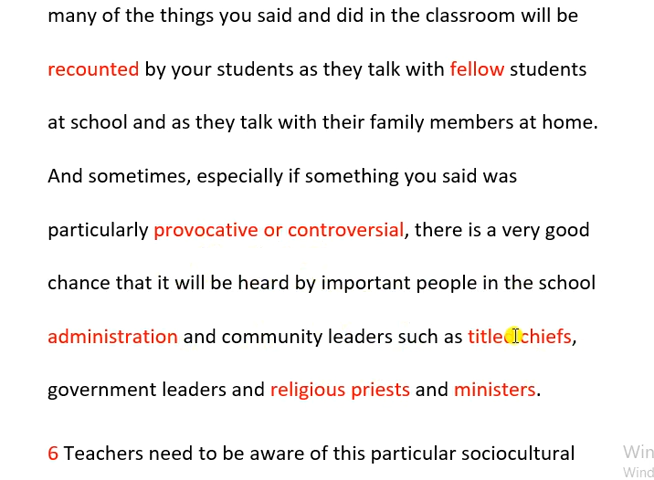 many of the things you said and did in the classroom will be
recounted by your students as they talk with fellow students
at school and as they talk with their family members at home.
And sometimes, especially if something you said was
particularly provocative or controversial, there is a very good
chance that it will be heard by important people in the school
administration and community leaders such as titled chiefs,
government leaders and religious priests and ministers.
6 Teachers need to be aware of this particular sociocultural
Win
Wind